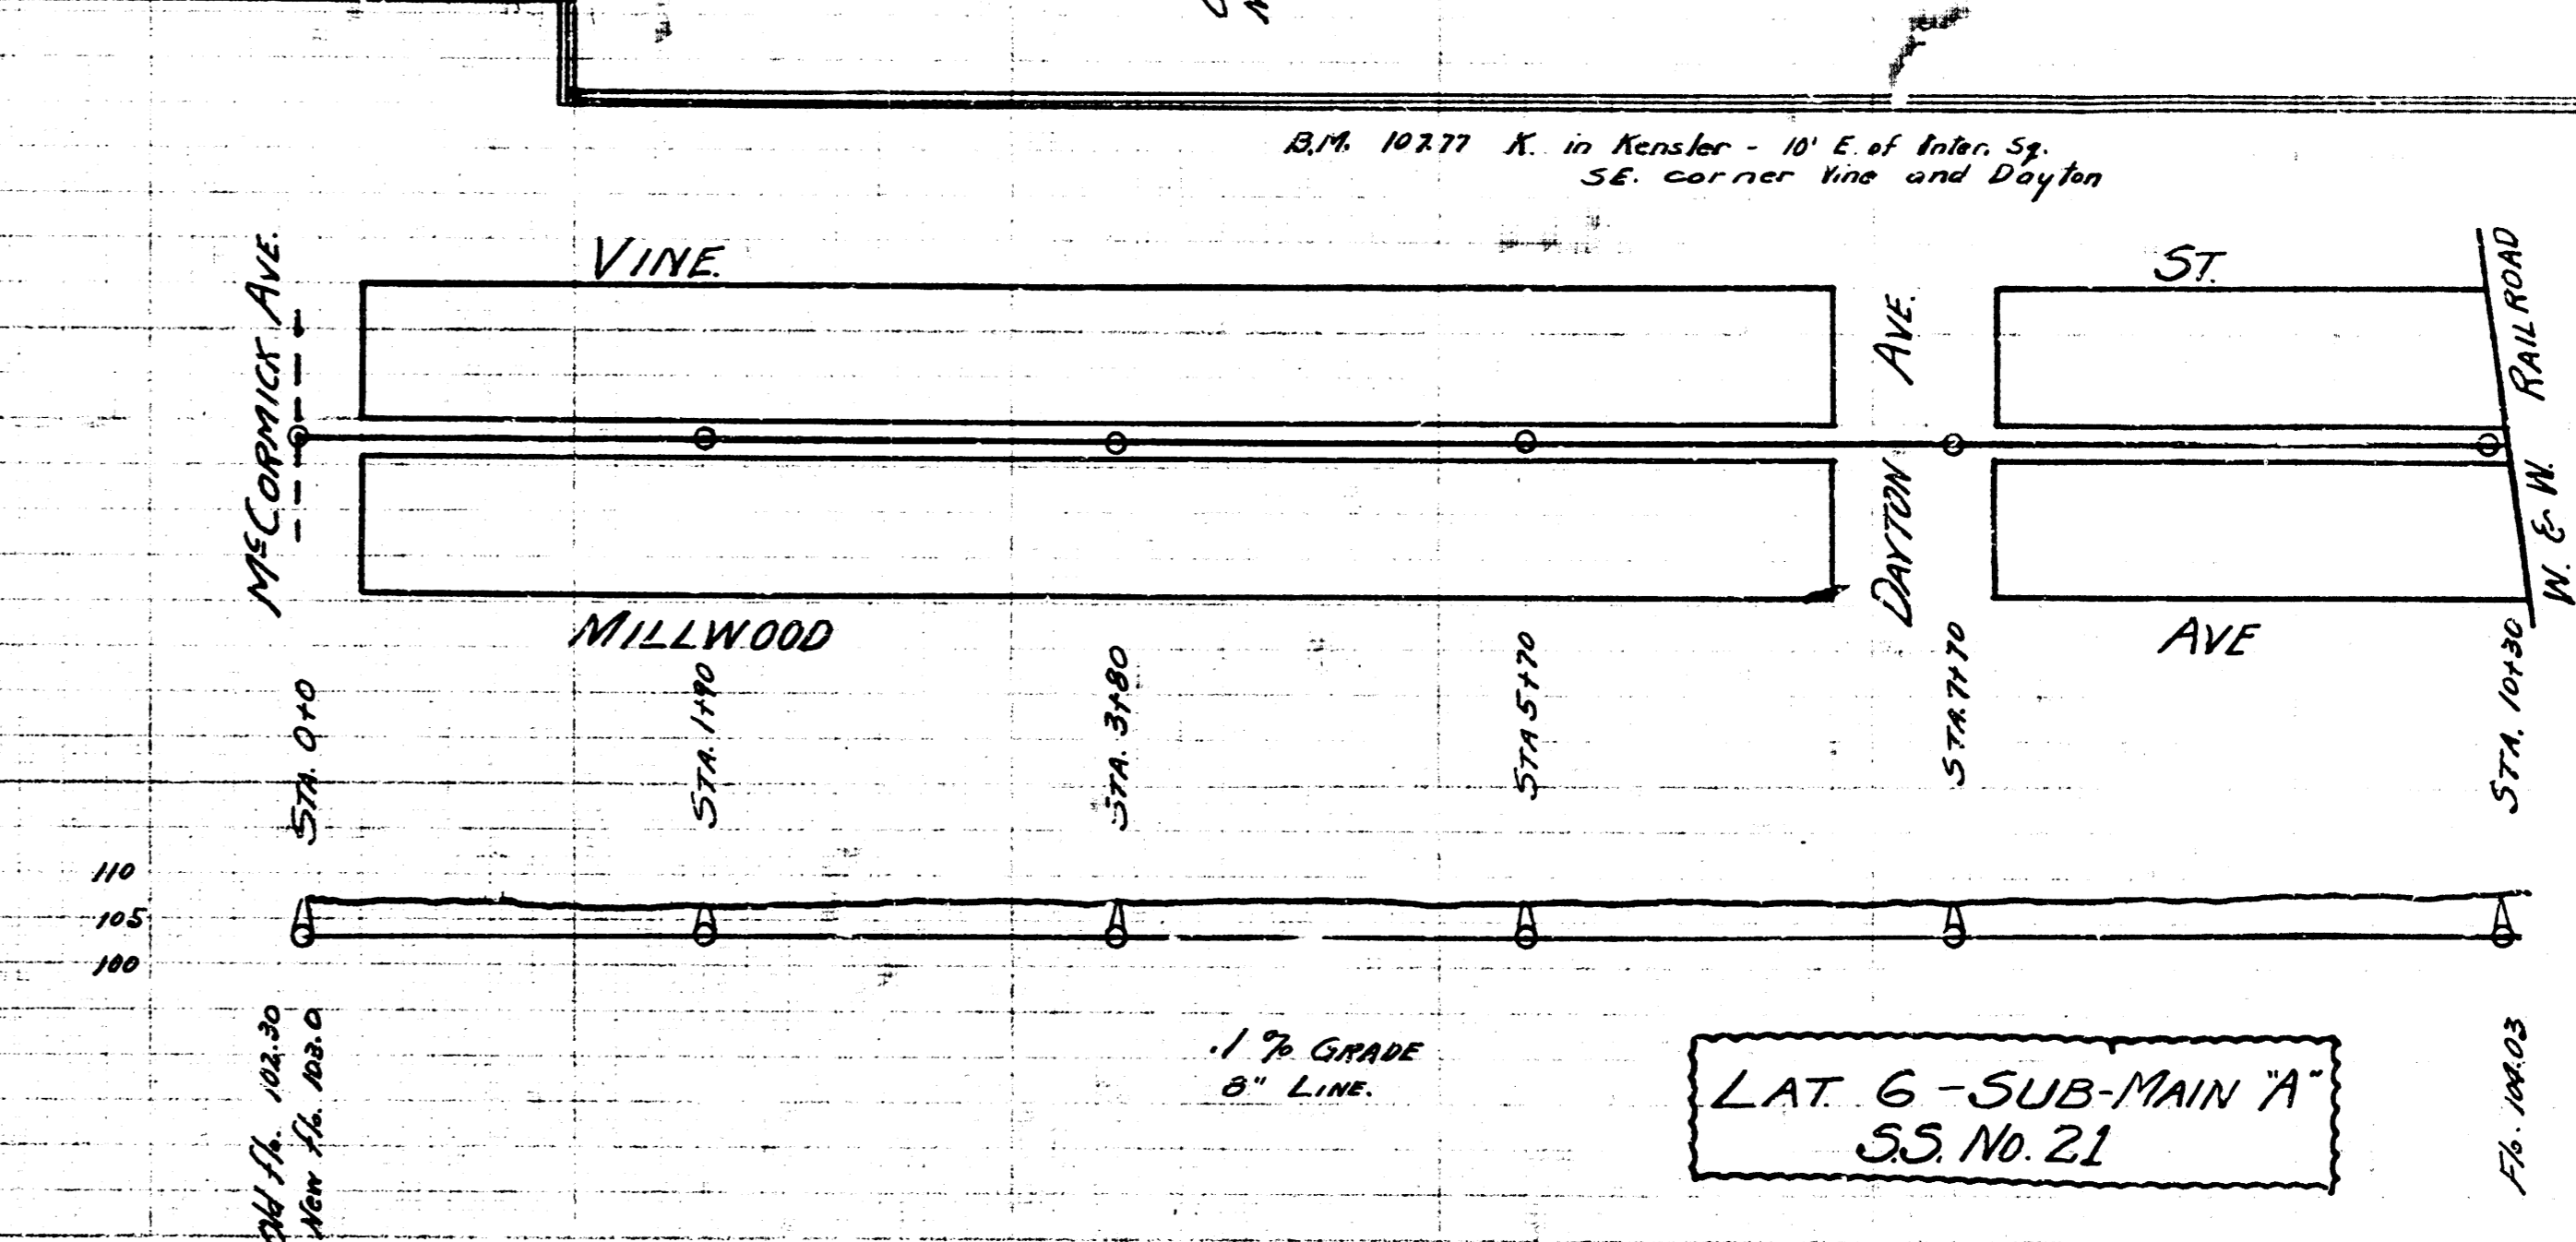 B.M. 107.77 K. in Kensler - 10' E. of Inter. Sq.
SE. corner Vine and Dayton
VINE. ST.
McCORMICK AVE.
DAYTON AVE.
W. & W. RAILROAD
MILLWOOD AVE
STA. 0+0
STA. 1+90
STA. 3+80
STA 5+70
STA. 7+70
STA. 10+30
110
105
100
Old fl. 102.30
New fl. 103.0
.1 % GRADE
8" LINE.
LAT. 6 - SUB-MAIN "A"
S.S. NO. 21
Fl. 104.03